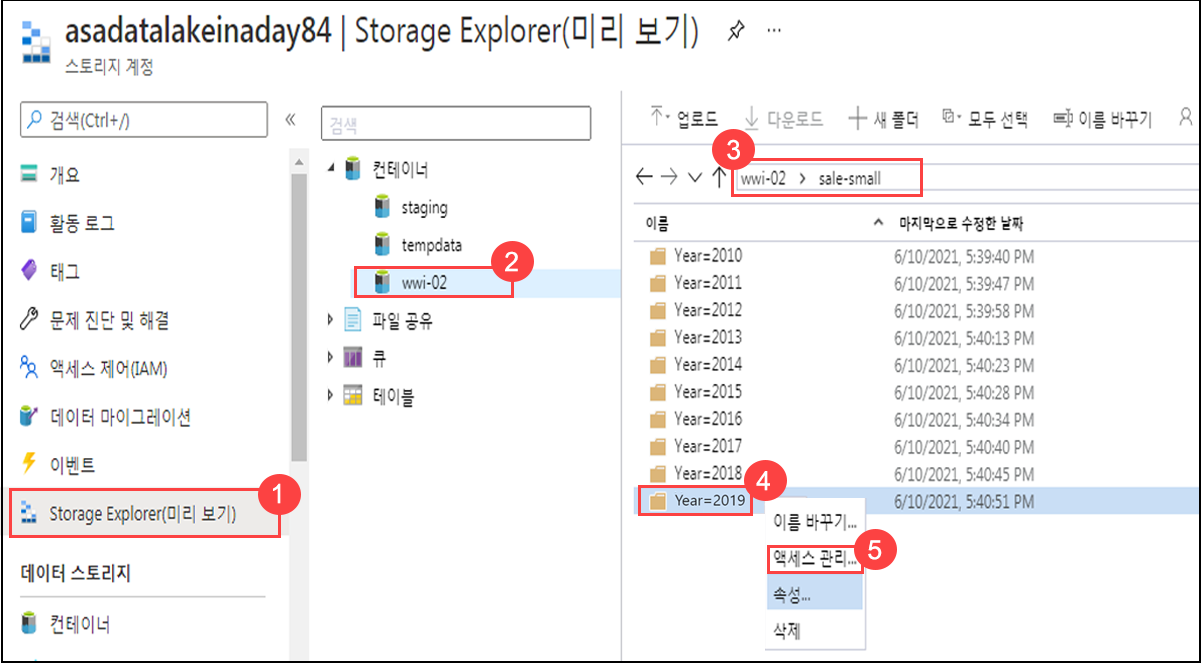 asadatalakeinaday84 | Storage Explorer(미리 보기)
스토리지 계정
검색(Ctrl+/)
개요
활동 로그
태그
문제 진단 및 해결
액세스 제어(IAM)
데이터 마이그레이션
이벤트
1
Storage Explorer(미리 보기)
데이터 스토리지
컨테이너
검색
컨테이너
staging
tempdata
2
wwi-02
파일 공유
큐
테이블
업로드 다운로드 새 폴더 모두 선택 이름 바꾸기
3
wwi-02 > sale-small
이름 마지막으로 수정한 날짜
Year=2010 6/10/2021, 5:39:40 PM
Year=2011 6/10/2021, 5:39:47 PM
Year=2012 6/10/2021, 5:39:58 PM
Year=2013 6/10/2021, 5:40:13 PM
Year=2014 6/10/2021, 5:40:23 PM
Year=2015 6/10/2021, 5:40:28 PM
Year=2016 6/10/2021, 5:40:34 PM
Year=2017 6/10/2021, 5:40:40 PM
Year=2018 6/10/2021, 5:40:45 PM
4
Year=2019 6/10/2021, 5:40:51 PM
이름 바꾸기...
액세스 관리...
5
속성...
삭제